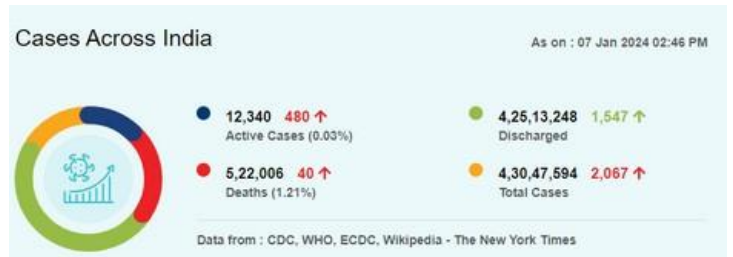 Cases Across India
As on : 07 Jan 2024 02:46 PM
12,340 480 ↑
Active Cases (0.03%)
4,25,13,248 1,547 ↑
Discharged
5,22,006 40 ↑
Deaths (1.21%)
4,30,47,594 2,067 ↑
Total Cases
Data from : CDC, WHO, ECDC, Wikipedia - The New York Times